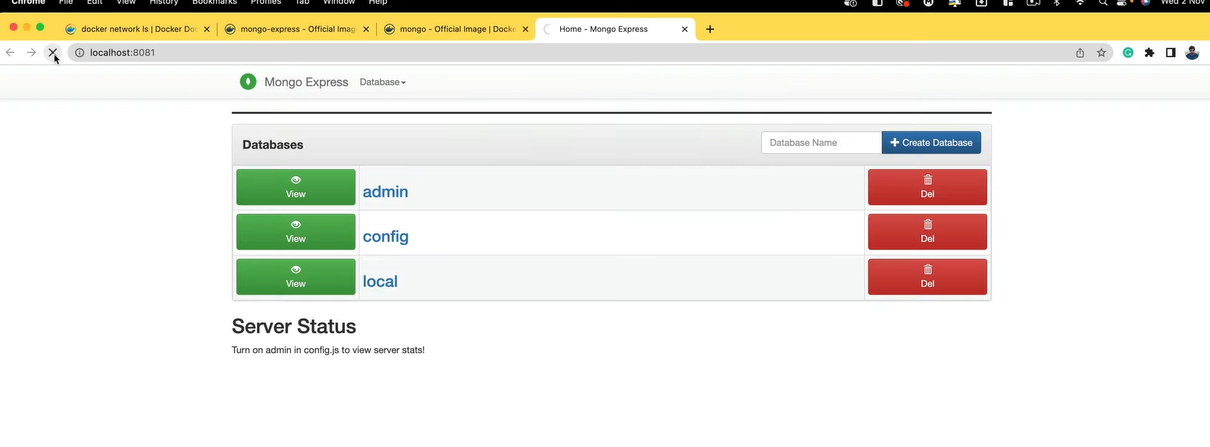 Chrome File Edit View History Bookmarks Profiles Tab Window Help Wed 2 Nov
docker network ls | Docker Do mongo-express - Official Imag mongo - Official Image | Docke Home - Mongo Express
localhost:8081
Mongo Express Database
Databases Database Name Create Database
View admin Del
View config Del
View local Del
Server Status
Turn on admin in config.js to view server stats!